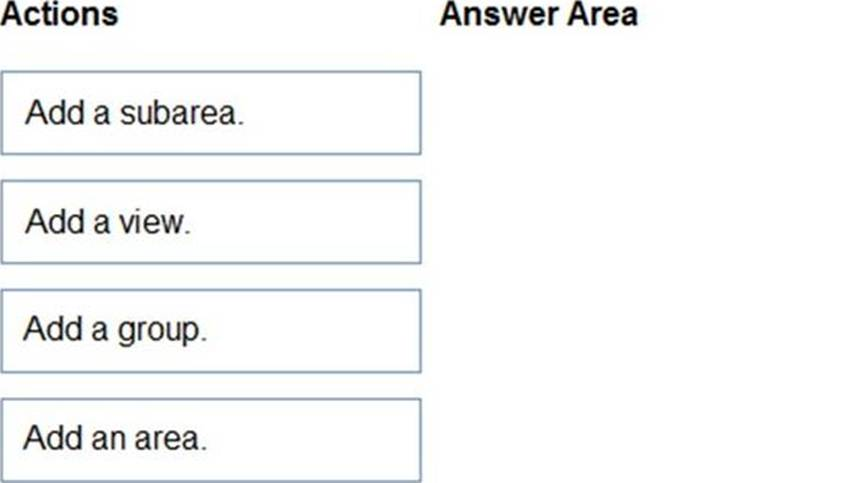 Actions
Answer Area
Add a subarea.
Add a view.
Add a group.
Add an area.